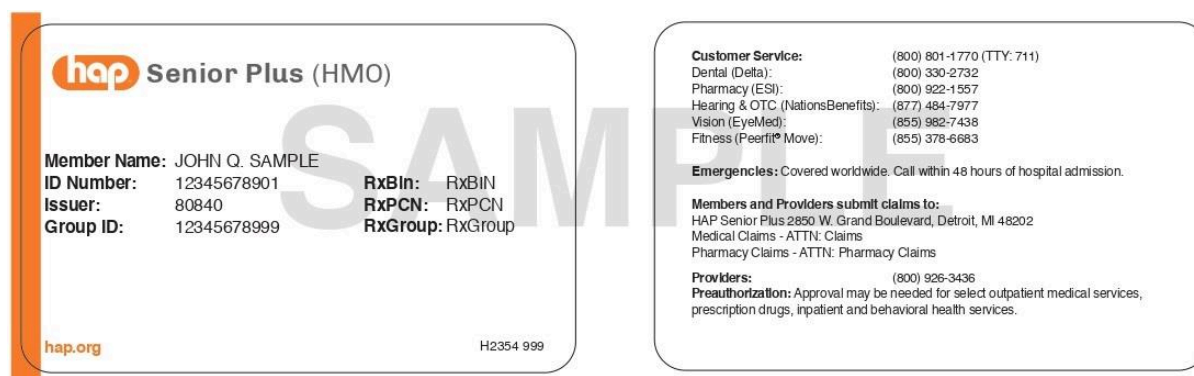 hap Senior Plus (HMO)
SAMPLE
Member Name: JOHN Q. SAMPLE
ID Number: 12345678901 RxBin: RxBIN
Issuer: 80840 RxPCN: RxPCN
Group ID: 12345678999 RxGroup: RxGroup
hap.org H2354 999
Customer Service: (800) 801-1770 (TTY: 711)
Dental (Delta): (800) 330-2732
Pharmacy (ESI): (800) 922-1557
Hearing & OTC (NationsBenefits): (877) 484-7977
Vision (EyeMed): (855) 982-7438
Fitness (Peerfit® Move): (855) 378-6683
Emergencies: Covered worldwide. Call within 48 hours of hospital admission.
Members and Providers submit claims to:
HAP Senior Plus 2850 W. Grand Boulevard, Detroit, MI 48202
Medical Claims - ATTN: Claims
Pharmacy Claims - ATTN: Pharmacy Claims
Providers: (800) 926-3436
Preauthorization: Approval may be needed for select outpatient medical services,
prescription drugs, inpatient and behavioral health services.